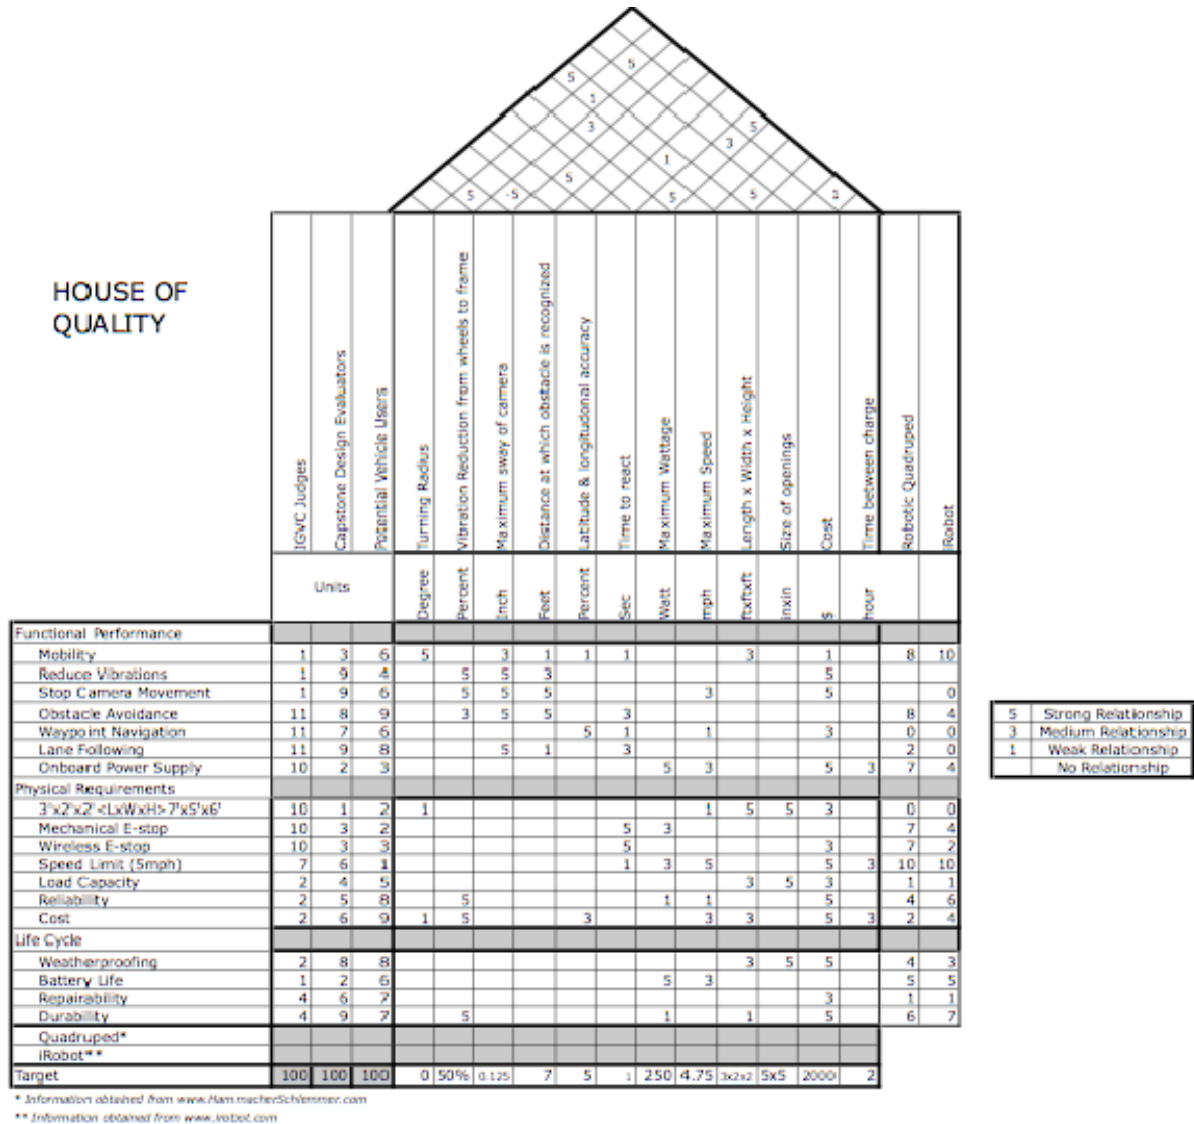 5
5
1
3
5
5
3
1
5
5 -5 5 5
HOUSE OF
QUALITY
IGVC Judges
Capstone Design Evaluators
Potential Vehicle Users
Turning Radius
Vibration Reduction from wheels to frame
Maximum sway of camera
Distance at which obstacle is recognized
Latitude & longitudonal accuracy
Time to react
Maximum Wattage
Maximum Speed
Length x Width x Height
Size of openings
Cost
Time between charge
Robotic Quadruped
iRobot
Units
Degree
Percent
Inch
Feet
Percent
Sec
Watt
mph
ftxftxft
inxin
$
hour
Functional Performance
Mobility 1 3 6 5 3 1 1 1 3 1 8 10
Reduce Vibrations 1 9 4 5 5 3 5
Stop Camera Movement 1 9 6 5 5 5 3 5 0
Obstacle Avoidance 11 8 9 3 5 5 3 8 4
Waypoint Navigation 11 7 6 5 1 1 3 0 0
Lane Following 11 9 8 5 1 3 2 0
Onboard Power Supply 10 2 3 5 3 5 3 7 4
Physical Requirements
3'x2'x2' <LxWxH> 7'x5'x6' 10 1 2 1 1 5 5 3 0 0
Mechanical E-stop 10 3 2 5 3 7 4
Wireless E-stop 10 3 3 5 3 7 2
Speed Limit (5mph) 7 6 1 1 3 5 5 3 10 10
Load Capacity 2 4 5 3 5 3 1 1
Reliability 2 5 8 5 1 1 5 4 6
Cost 2 6 9 1 5 3 3 3 5 3 2 4
Life Cycle
Weatherproofing 2 8 8 3 5 5 4 3
Battery Life 1 2 6 5 3 5 5
Repairability 4 6 7 3 1 1
Durability 4 9 7 5 1 1 5 6 7
Quadruped*
iRobot**
Target 100 100 100 0 50% 0.125 7 5 1 250 4.75 3x2x2 5x5 2000 2
5 Strong Relationship
3 Medium Relationship
1 Weak Relationship
No Relationship
* Information obtained from www.HammacherSchlemmer.com
** Information obtained from www.irobot.com